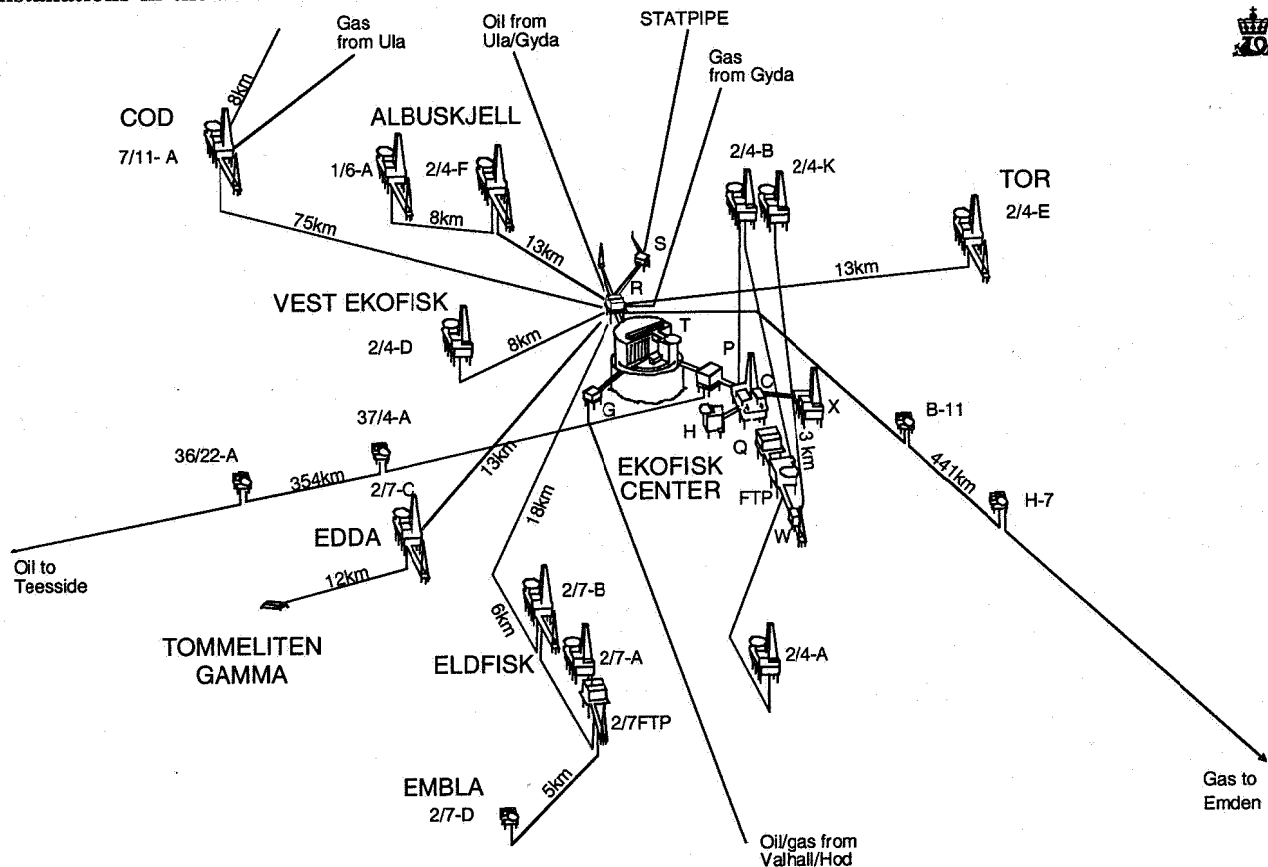 Gas
from Ula
Oil from
Ula/Gyda
STATPIPE
Gas
from Gyda
8km
COD
7/11- A
ALBUSKJELL
1/6-A
2/4-F
2/4-B
2/4-K
TOR
2/4-E
8km
75km
13km
S
R
13km
VEST EKOFISK
2/4-D
8km
T
P
C
X
G
H
Q
3 km
B-11
37/4-A
36/22-A
354km
13km
EKOFISK
CENTER
FTP
W
441km
H-7
2/7-C
EDDA
18km
Oil to
Teesside
12km
TOMMELITEN
GAMMA
2/7-B
6km
ELDFISK
2/7-A
2/4-A
2/7FTP
EMBLA
2/7-D
5km
Gas to
Emden
Oil/gas from
Valhall/Hod